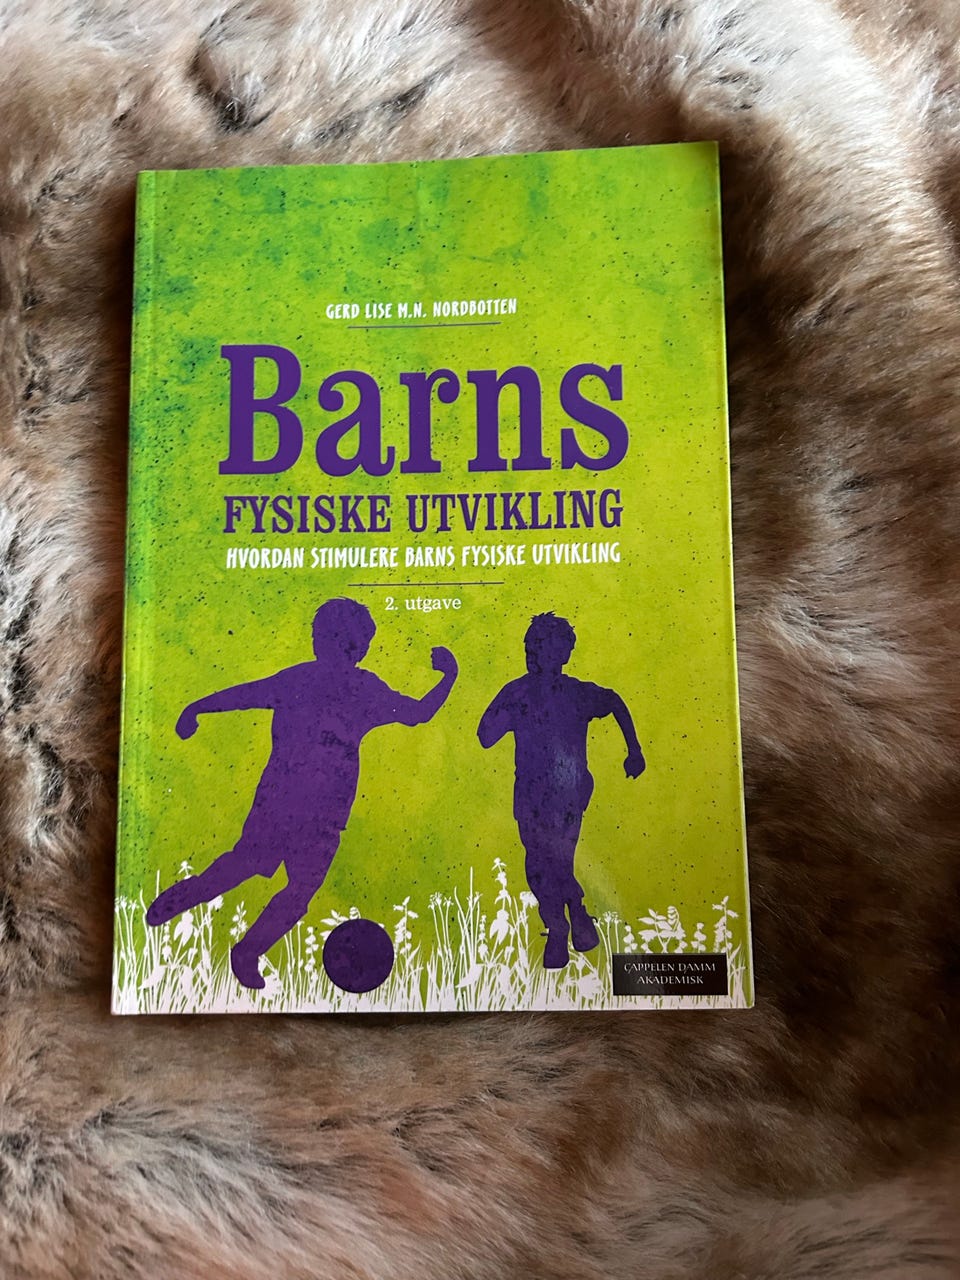 GERD LISE M.N. NORDBOTTEN
Barns
FYSISKE UTVIKLING
HVORDAN STIMULERE BARNS FYSISKE UTVIKLING
2. utgave
CAPPELEN DAMM
AKADEMISK